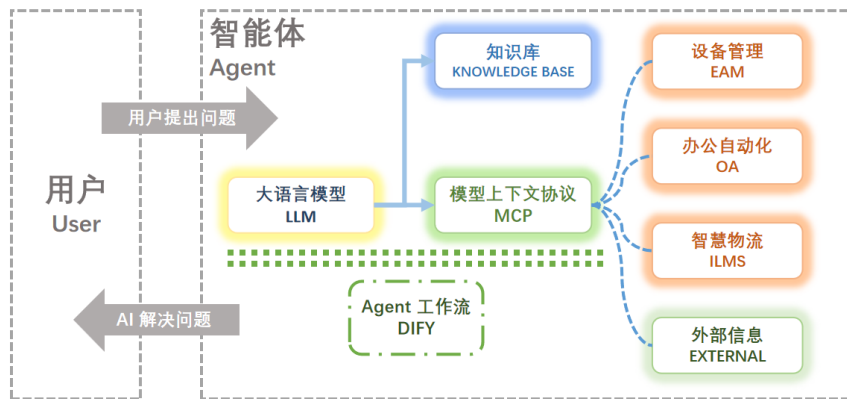 智能体
Agent
用户提出问题
用户
User
AI 解决问题
大语言模型
LLM
知识库
KNOWLEDGE BASE
模型上下文协议
MCP
Agent 工作流
DIFY
设备管理
EAM
办公自动化
OA
智慧物流
ILMS
外部信息
EXTERNAL